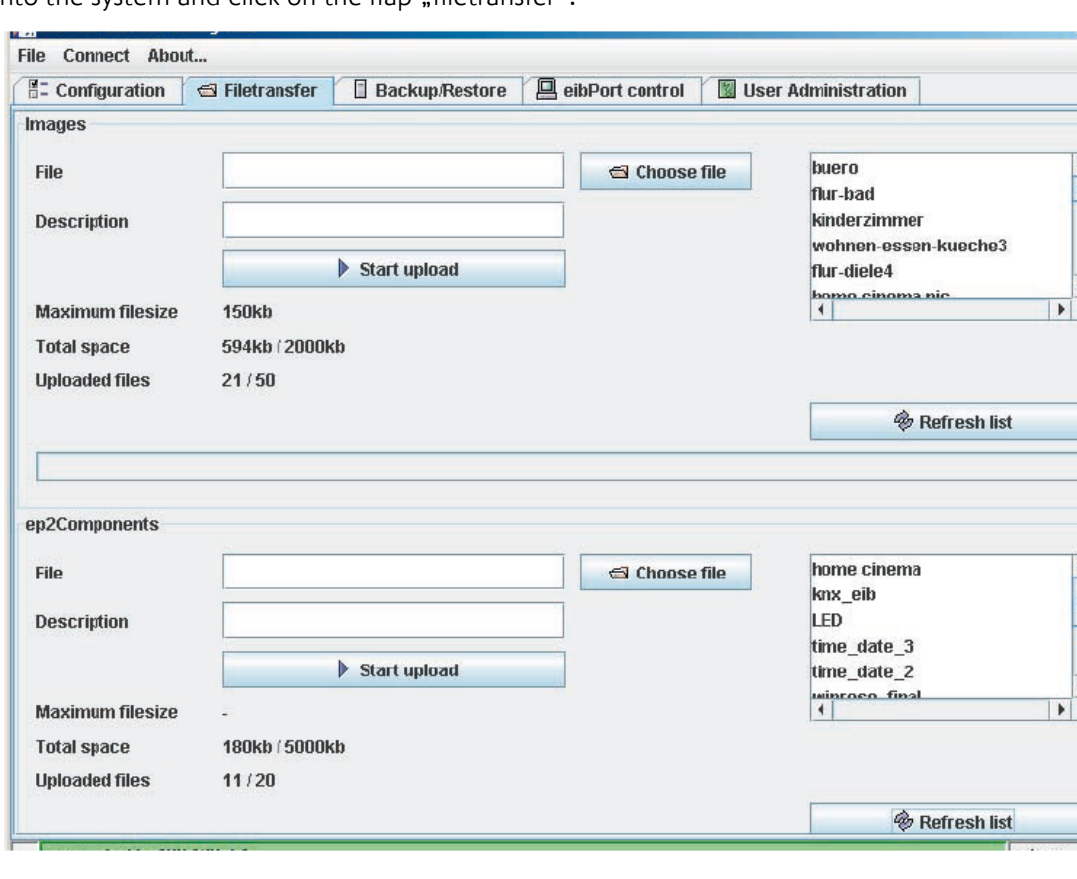 into the system and click on the flap „filetransfer“.
File Connect About...
Configuration Filetransfer Backup/Restore eibPort control User Administration
Images
File
Choose file
Description
Start upload
Maximum filesize 150kb
Total space 594kb / 2000kb
Uploaded files 21 / 50
buero
flur-bad
kinderzimmer
wohnen-essen-kueche3
flur-diele4
home cinema pic
Refresh list
ep2Components
File
Choose file
Description
Start upload
Maximum filesize -
Total space 180kb / 5000kb
Uploaded files 11 / 20
home cinema
knx_eib
LED
time_date_3
time_date_2
Refresh list